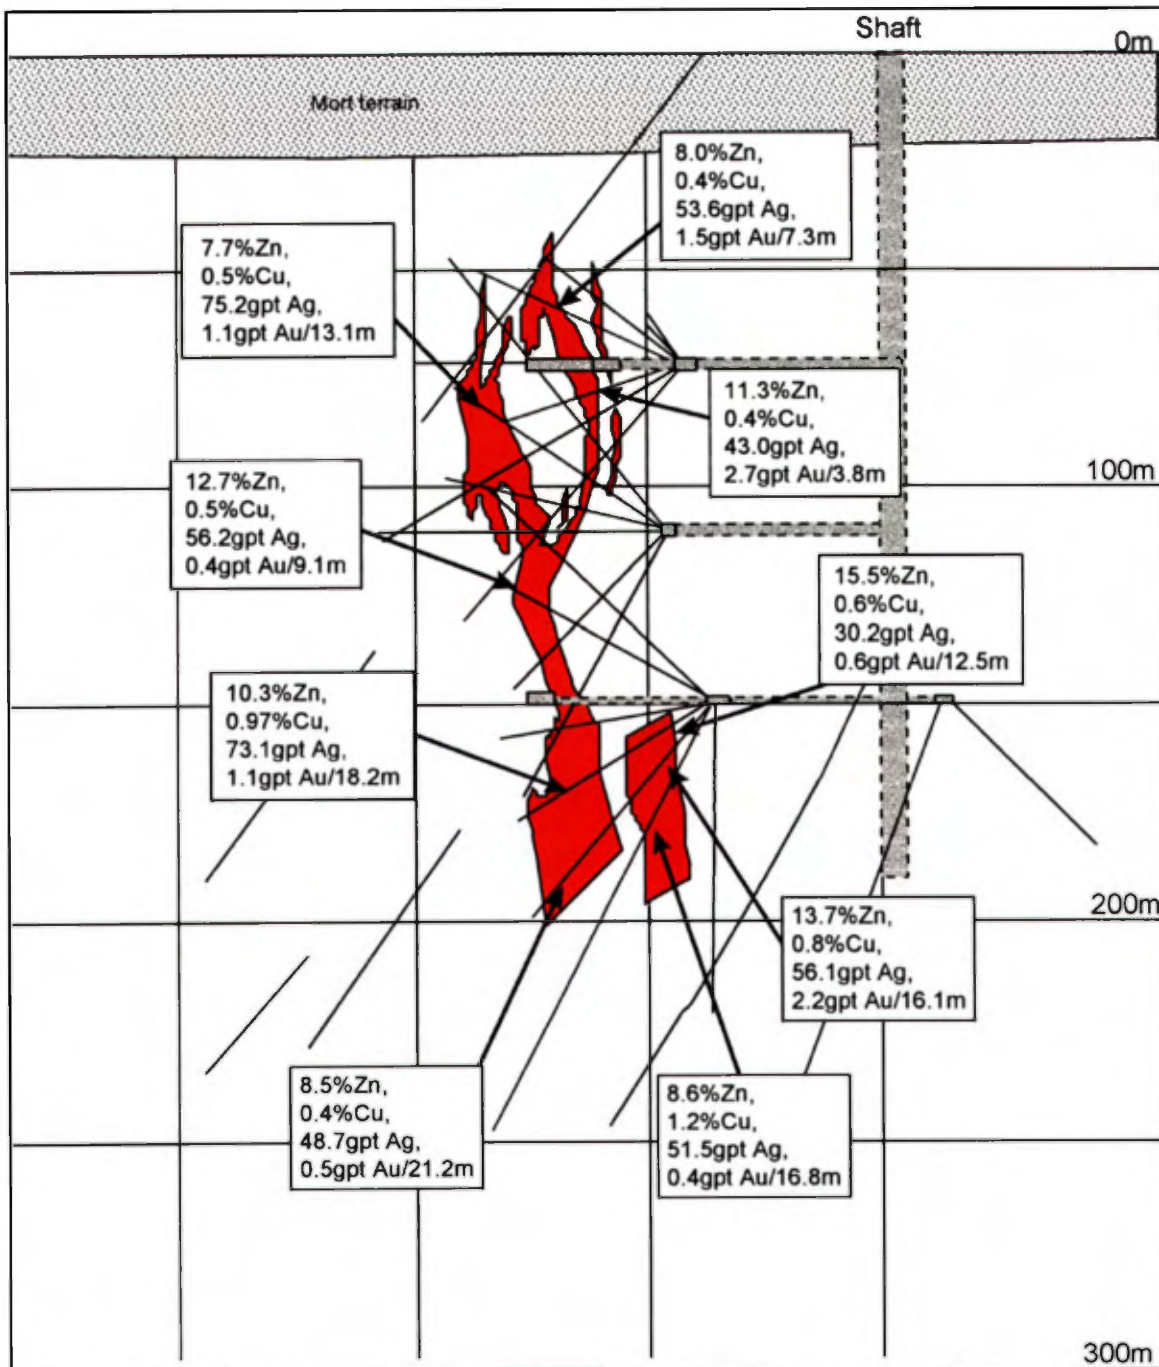 Shaft
0m
Mort terrain
8.0%Zn,
0.4%Cu,
53.6gpt Ag,
1.5gpt Au/7.3m
7.7%Zn,
0.5%Cu,
75.2gpt Ag,
1.1gpt Au/13.1m
11.3%Zn,
0.4%Cu,
43.0gpt Ag,
2.7gpt Au/3.8m
100m
12.7%Zn,
0.5%Cu,
56.2gpt Ag,
0.4gpt Au/9.1m
15.5%Zn,
0.6%Cu,
30.2gpt Ag,
0.6gpt Au/12.5m
10.3%Zn,
0.97%Cu,
73.1gpt Ag,
1.1gpt Au/18.2m
200m
13.7%Zn,
0.8%Cu,
56.1gpt Ag,
2.2gpt Au/16.1m
8.5%Zn,
0.4%Cu,
48.7gpt Ag,
0.5gpt Au/21.2m
8.6%Zn,
1.2%Cu,
51.5gpt Ag,
0.4gpt Au/16.8m
300m